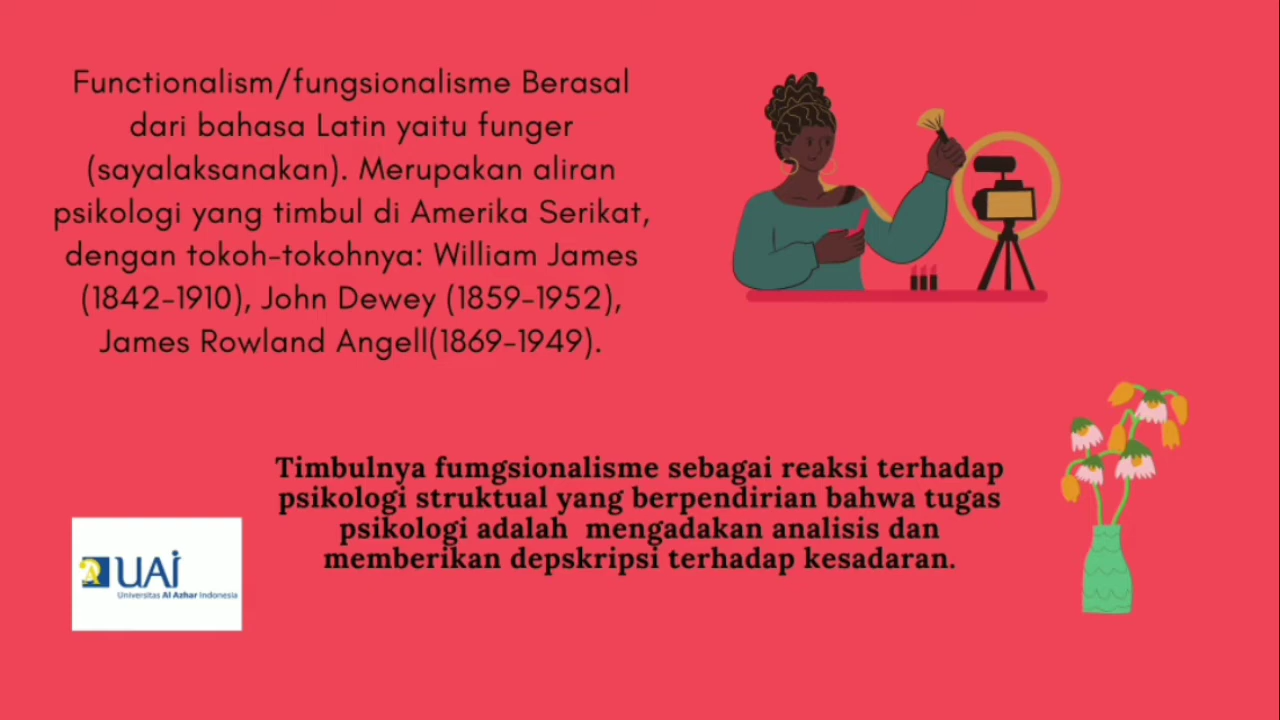 Functionalism/fungsionalisme Berasal
dari bahasa Latin yaitu funger
(sayalaksanakan). Merupakan aliran
psikologi yang timbul di Amerika Serikat,
dengan tokoh-tokohnya: William James
(1842-1910), John Dewey (1859-1952),
James Rowland Angell(1869-1949).
Timbulnya fumgsionalisme sebagai reaksi terhadap
psikologi struktual yang berpendirian bahwa tugas
psikologi adalah  mengadakan analisis dan
memberikan depskripsi terhadap kesadaran.
UAI
Universitas Al Azhar Indonesia